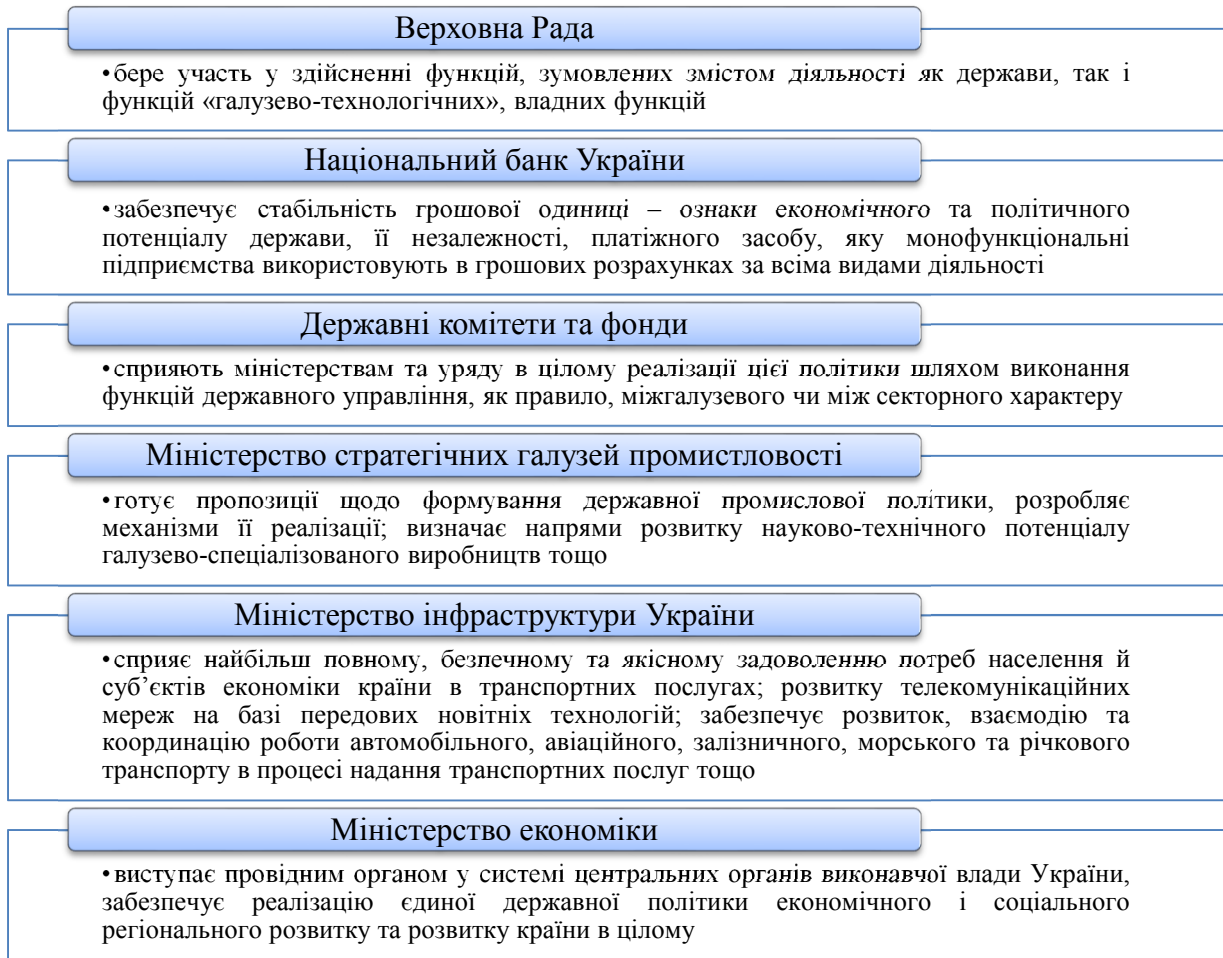 Верховна Рада
•бере участь у здійсненні функцій, зумовлених змістом діяльності як держави, так і
функцій «галузево-технологічних», владних функцій
Національний банк України
•забезпечує стабільність грошової одиниці – ознаки економічного та політичного
потенціалу держави, її незалежності, платіжного засобу, яку монофункціональні
підприємства використовують в грошових розрахунках за всіма видами діяльності
Державні комітети та фонди
•сприяють міністерствам та уряду в цілому реалізації цієї політики шляхом виконання
функцій державного управління, як правило, міжгалузевого чи між секторного характеру
Міністерство стратегічних галузей промистловості
•готує пропозиції щодо формування державної промислової політики, розробляє
механізми її реалізації; визначає напрями розвитку науково-технічного потенціалу
галузево-спеціалізованого виробництв тощо
Міністерство інфраструктури України
•сприяє найбільш повному, безпечному та якісному задоволенню потреб населення й
суб’єктів економіки країни в транспортних послугах; розвитку телекомунікаційних
мереж на базі передових новітніх технологій; забезпечує розвиток, взаємодію та
координацію роботи автомобільного, авіаційного, залізничного, морського та річкового
транспорту в процесі надання транспортних послуг тощо
Міністерство економіки
•виступає провідним органом у системі центральних органів виконавчої влади України,
забезпечує реалізацію єдиної державної політики економічного і соціального
регіонального розвитку та розвитку країни в цілому